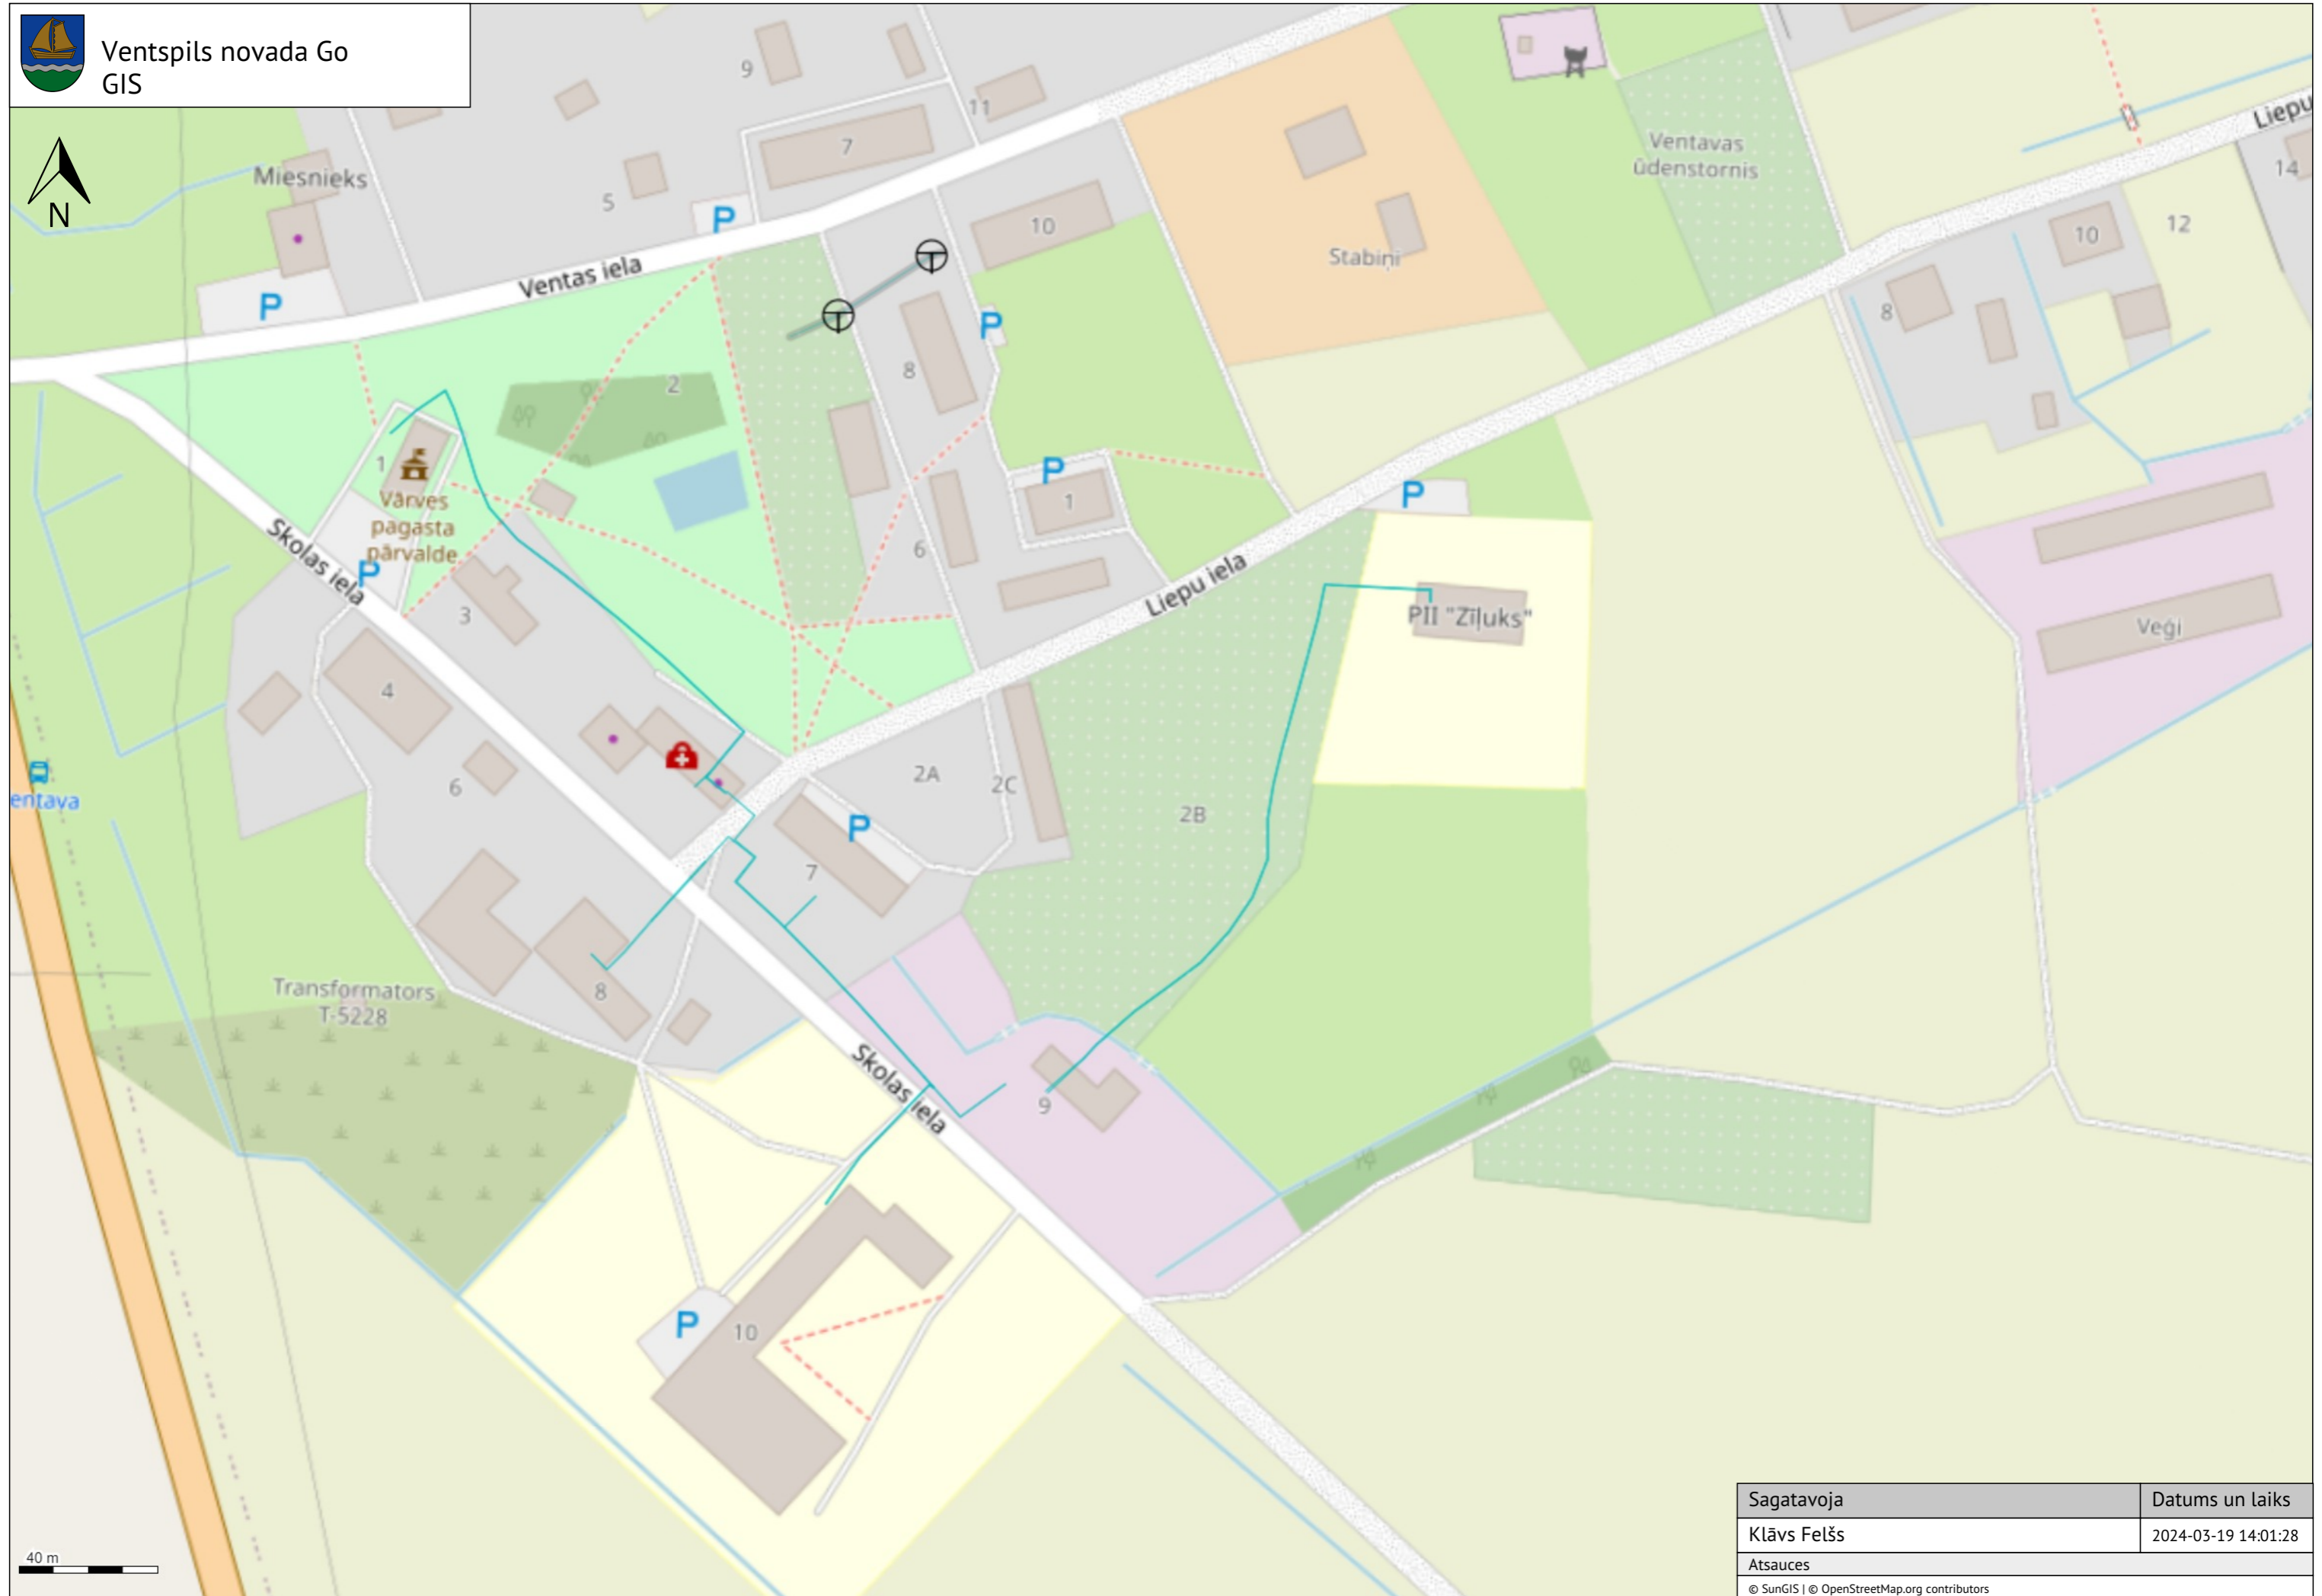 Ventspils novada Go
GIS
N
Miesnieks
P
9
11
7
5
P
10
Ventas iela
P
8
2
1
Vārves
pagasta
pārvalde
P
Skolas iela
3
4
6
6
P
1
P
Stabiņi
Ventavas
ūdenstornis
Liepu
14
12
10
8
P
Liepu iela
PII "Zīļuks"
Veģi
entava
2A
2C
2B
P
7
8
Transformators
T-5228
Skolas iela
9
P
10
40 m
Sagatavoja
Datums un laiks
Klāvs Felšs
2024-03-19 14:01:28
Atsauces
© SunGIS | © OpenStreetMap.org contributors